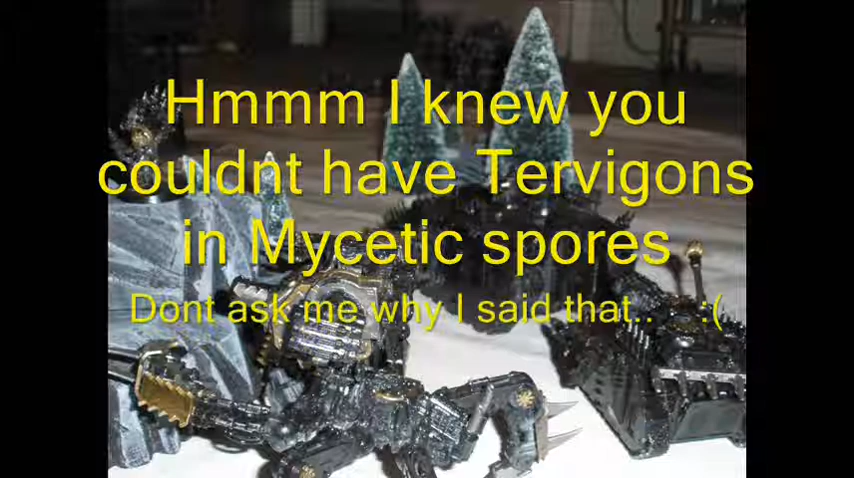 Hmmm I knew you
couldnt have Tervigons
in Mycetic spores
Dont ask me why I said that.. :(